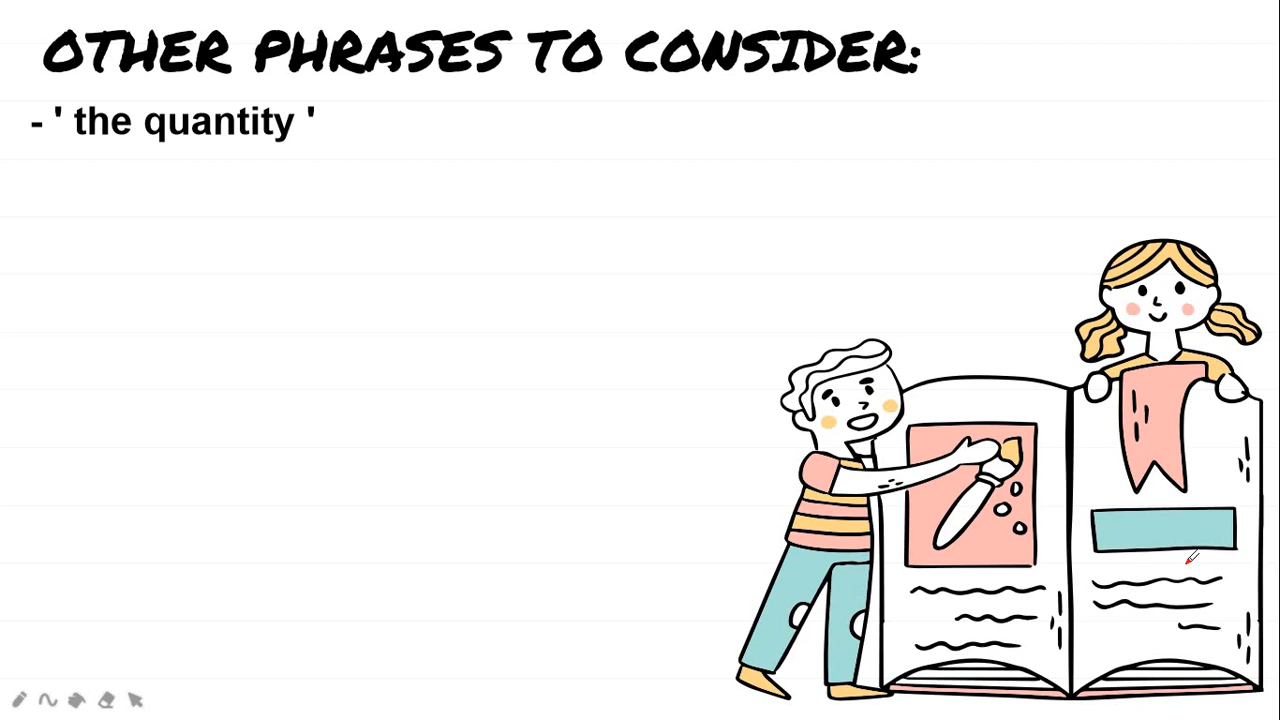 OTHER PHRASES TO CONSIDER:
- ' the quantity '